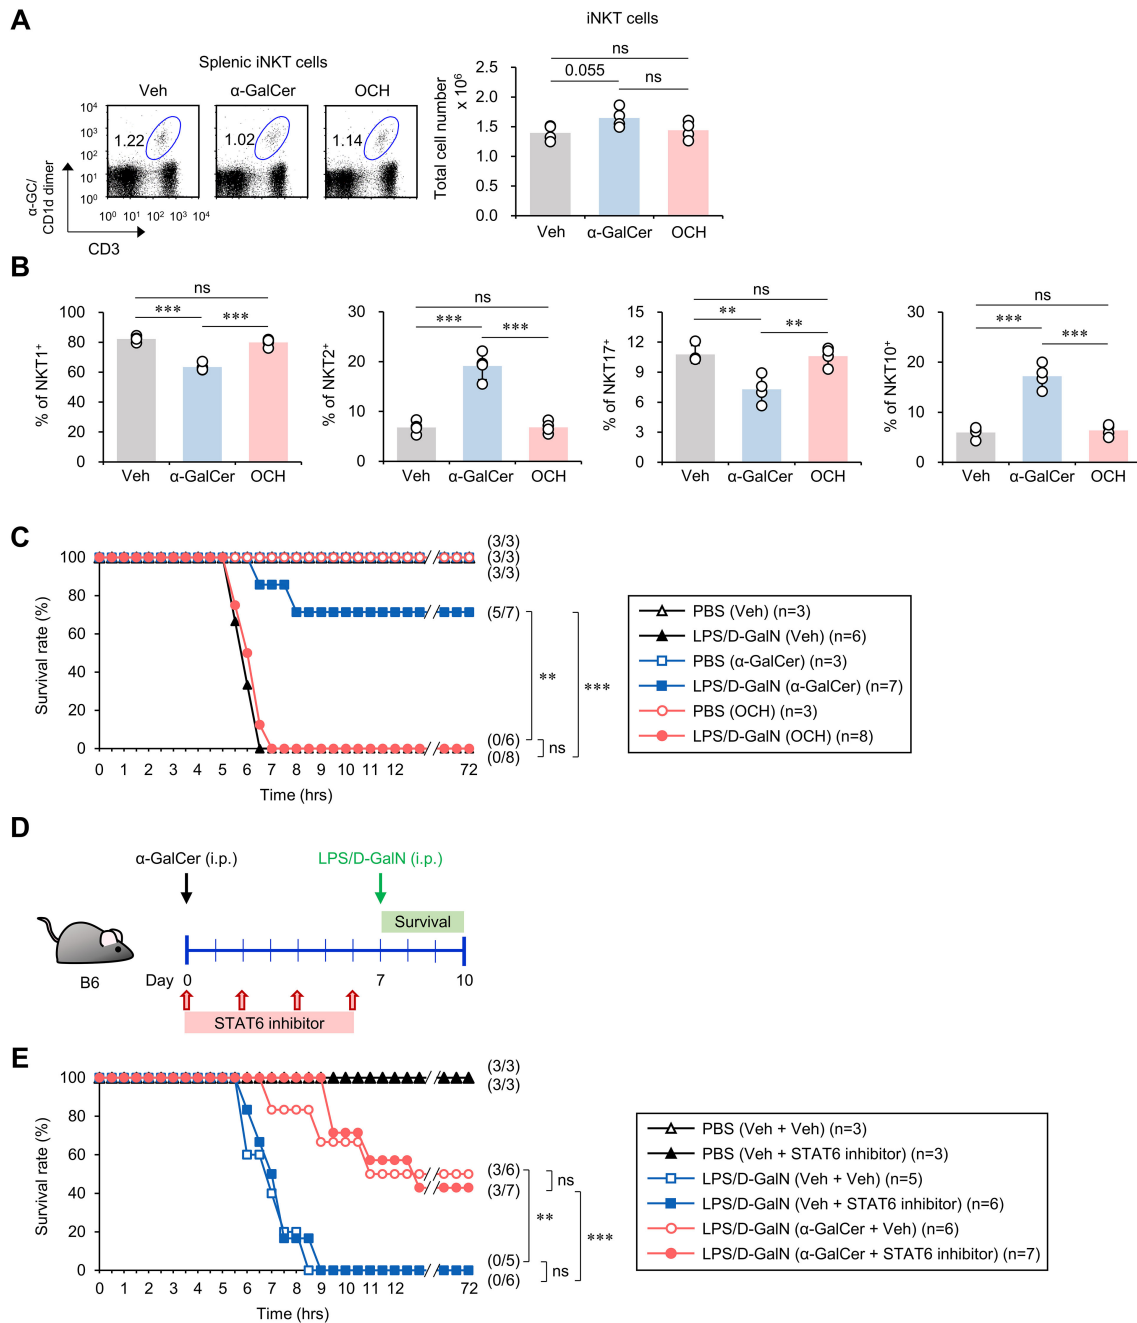 A
iNKT cells
Splenic iNKT cells
Veh α-GalCer OCH
10⁴
10³
10²
10¹
10⁰
1.22 1.02 1.14
10⁰ 10¹ 10² 10³ 10⁴
α-GC/
CD1d dimer
CD3
Total cell number
x 10⁶
2.5
2.0
1.5
1.0
0.5
0.0
ns
0.055
ns
Veh α-GalCer OCH
B
% of NKT1⁺
100
80
60
40
20
0
ns
*** ***
Veh α-GalCer OCH
% of NKT2⁺
30
20
10
0
ns
*** ***
Veh α-GalCer OCH
% of NKT17⁺
15
12
9
6
3
0
ns
** **
Veh α-GalCer OCH
% of NKT10⁺
30
20
10
0
ns
*** ***
Veh α-GalCer OCH
C
Survival rate (%)
100
80
60
40
20
0
0 1 2 3 4 5 6 7 8 9 10 11 12 72
Time (hrs)
(3/3)
(3/3)
(3/3)
(5/7)
(0/6)
(0/8)
**
***
ns
PBS (Veh) (n=3)
LPS/D-GalN (Veh) (n=6)
PBS (α-GalCer) (n=3)
LPS/D-GalN (α-GalCer) (n=7)
PBS (OCH) (n=3)
LPS/D-GalN (OCH) (n=8)
D
α-GalCer (i.p.) LPS/D-GalN (i.p.)
Survival
B6
Day 0 7 10
STAT6 inhibitor
E
Survival rate (%)
100
80
60
40
20
0
0 1 2 3 4 5 6 7 8 9 10 11 12 72
Time (hrs)
(3/3)
(3/3)
(3/6)
(3/7)
(0/5)
(0/6)
ns
**
***
ns
PBS (Veh + Veh) (n=3)
PBS (Veh + STAT6 inhibitor) (n=3)
LPS/D-GalN (Veh + Veh) (n=5)
LPS/D-GalN (Veh + STAT6 inhibitor) (n=6)
LPS/D-GalN (α-GalCer + Veh) (n=6)
LPS/D-GalN (α-GalCer + STAT6 inhibitor) (n=7)